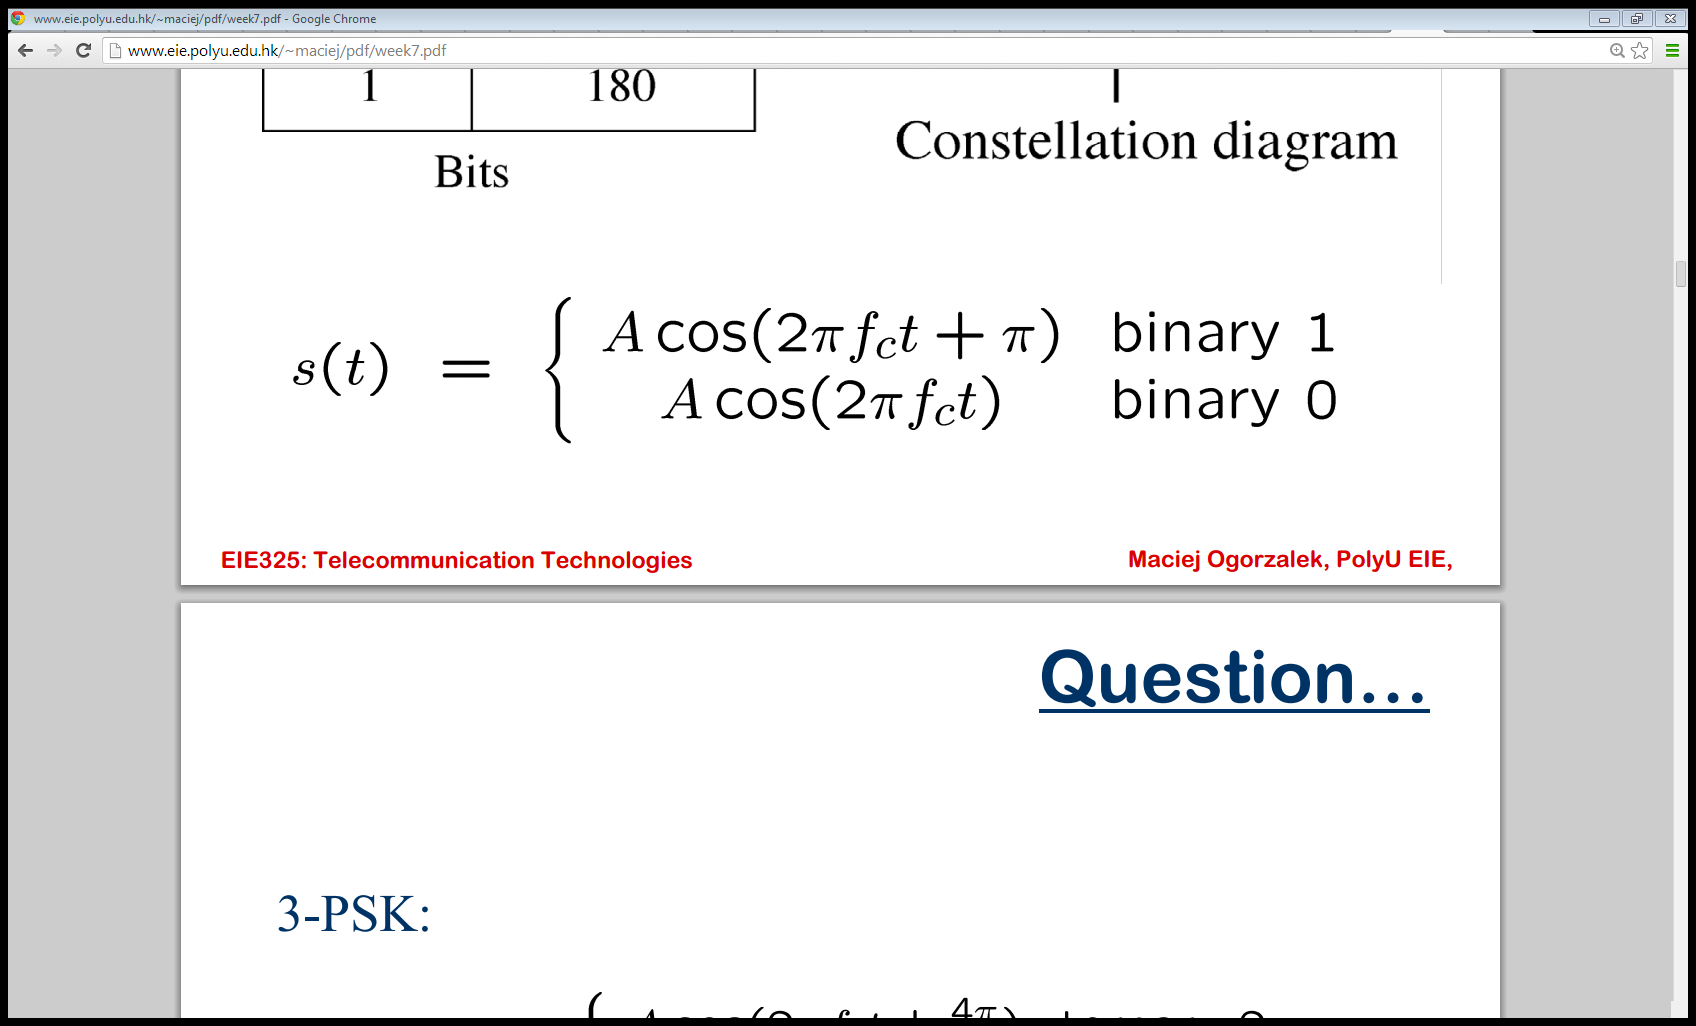 www.eie.polyu.edu.hk/~maciej/pdf/week7.pdf - Google Chrome
www.eie.polyu.edu.hk/~maciej/pdf/week7.pdf
1 180
Bits
Constellation diagram
s(t) = { A cos(2πf_c t + π) binary 1
A cos(2πf_c t) binary 0
EIE325: Telecommunication Technologies
Maciej Ogorzalek, PolyU EIE,
Question...
3-PSK: